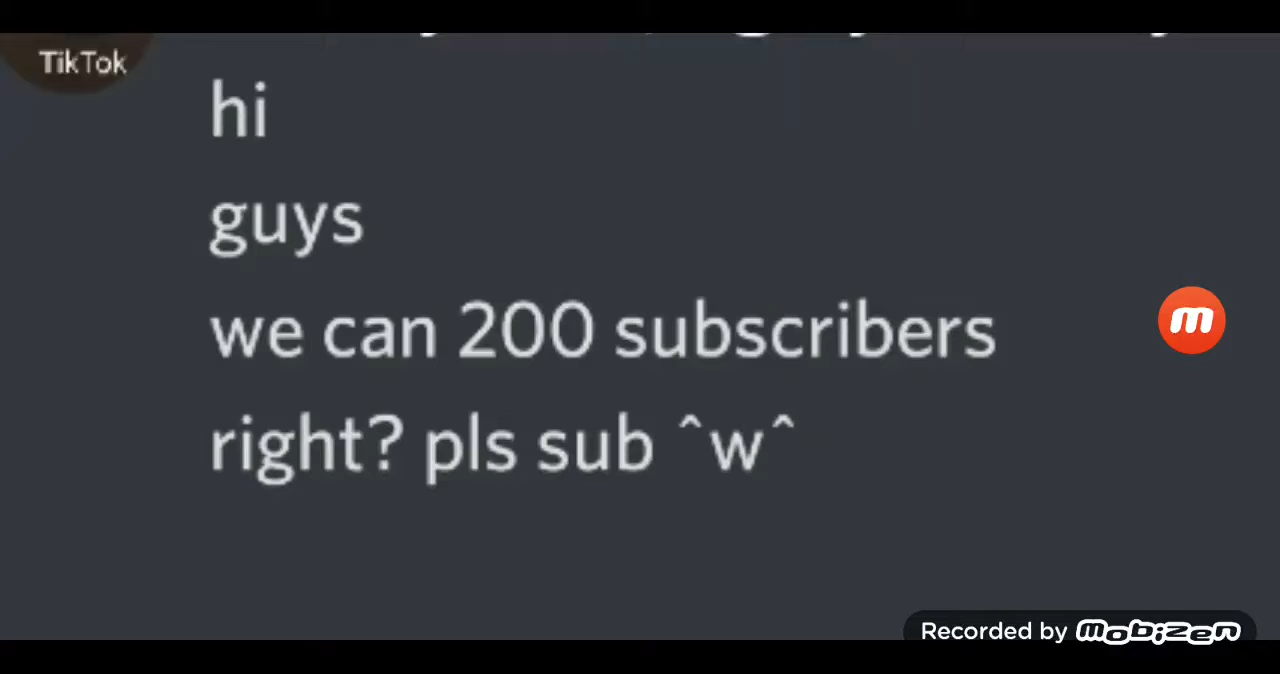 TikTok
hi
guys
we can 200 subscribers
right? pls sub ^w^
m
Recorded by mobizen